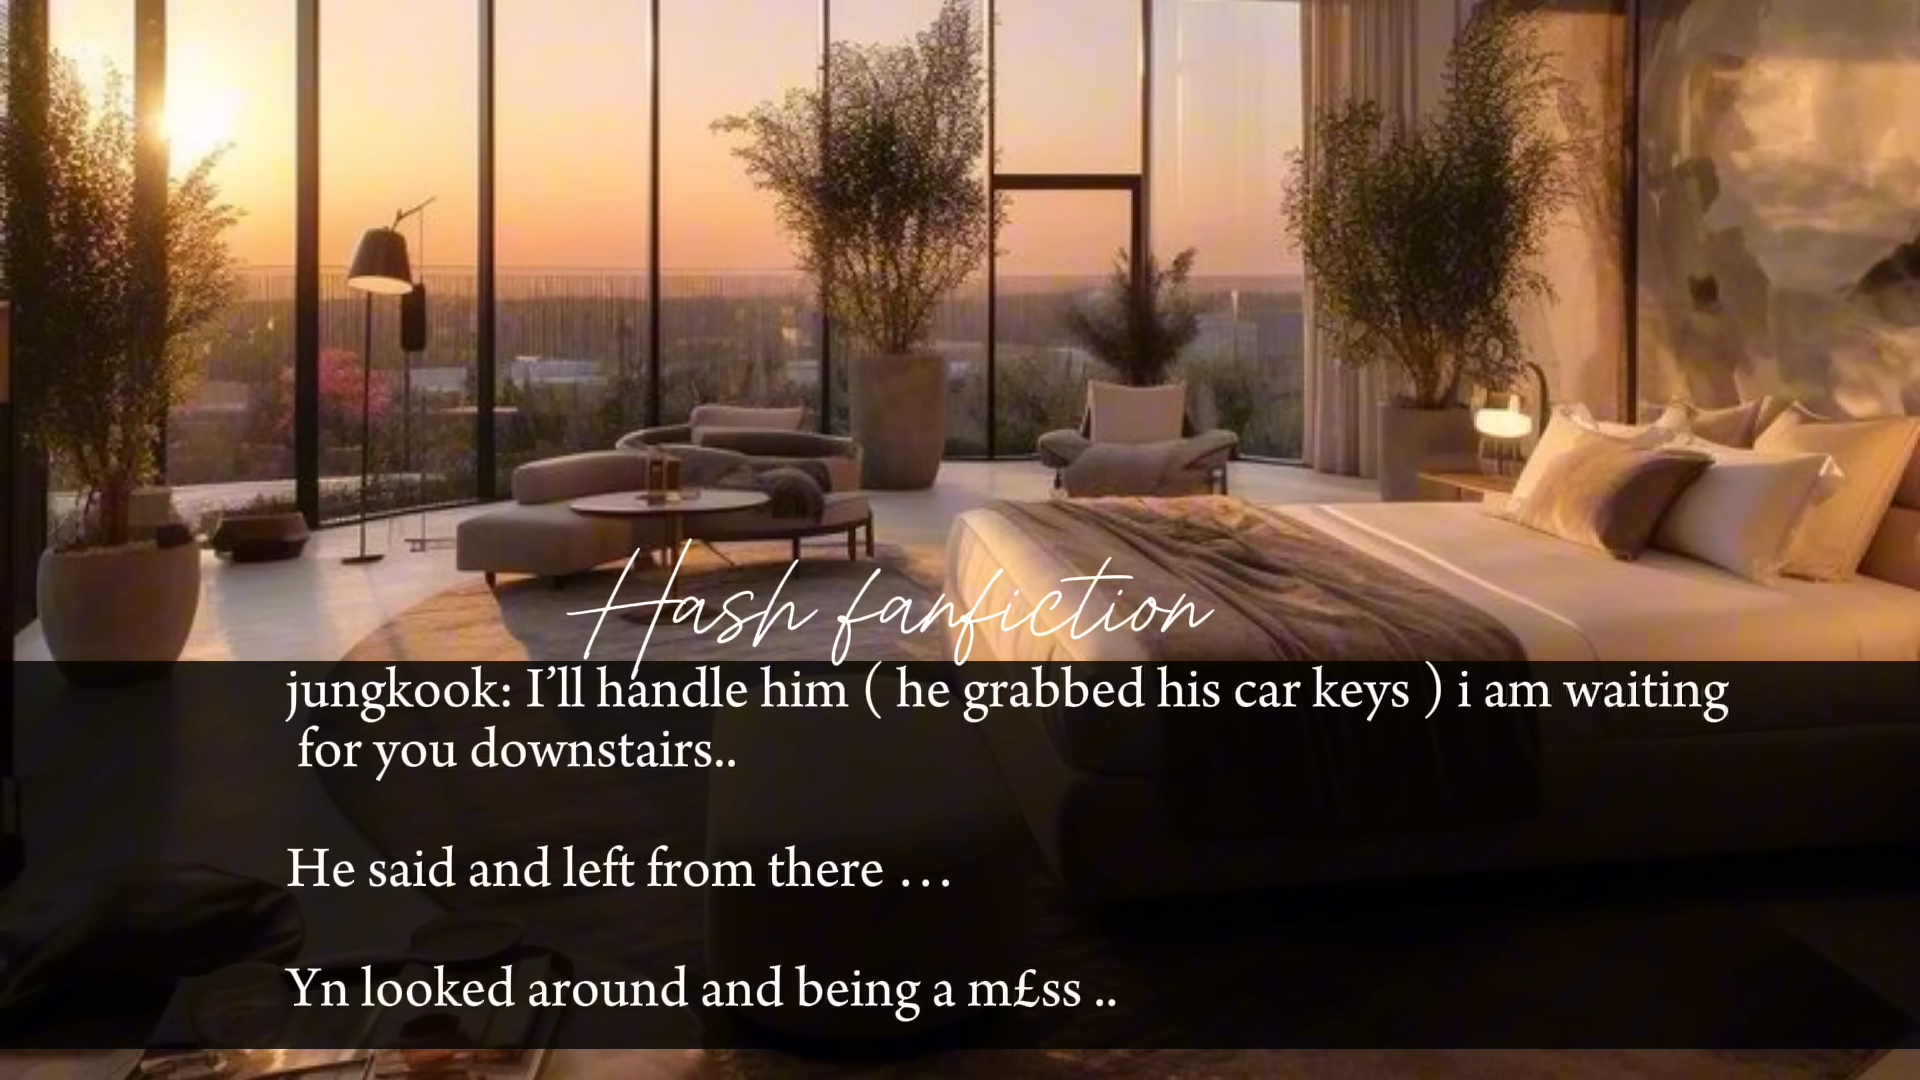 Hash fanfiction
jungkook: I’ll handle him ( he grabbed his car keys ) i am waiting
for you downstairs..
He said and left from there …
Yn looked around and being a m£ss ..